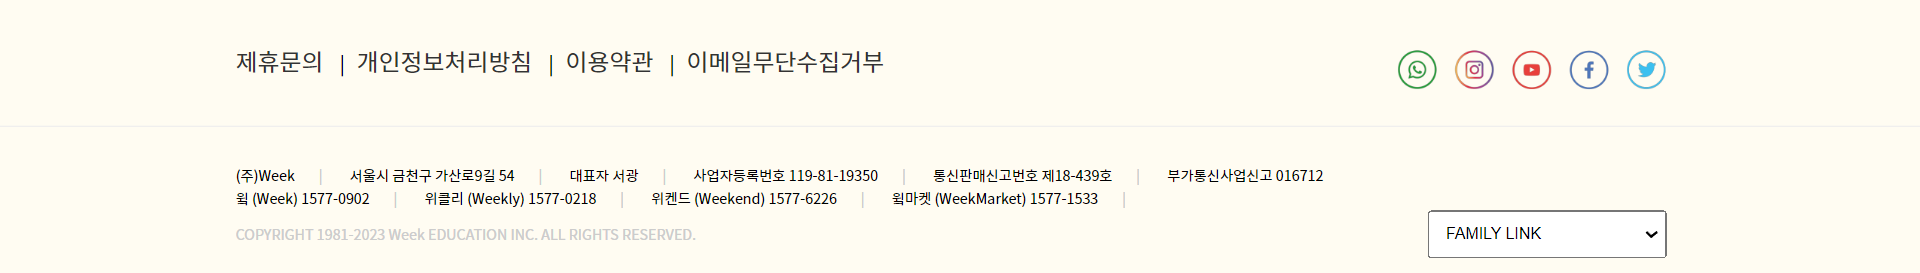 제휴문의 | 개인정보처리방침 | 이용약관 | 이메일무단수집거부
(주)Week | 서울시 금천구 가산로9길 54 | 대표자 서광 | 사업자등록번호 119-81-19350 | 통신판매신고번호 제18-439호 | 부가통신사업신고 016712
윜 (Week) 1577-0902 | 위클리 (Weekly) 1577-0218 | 위켄드 (Weekend) 1577-6226 | 윜마켓 (WeekMarket) 1577-1533 |
COPYRIGHT 1981-2023 Week EDUCATION INC. ALL RIGHTS RESERVED.
FAMILY LINK